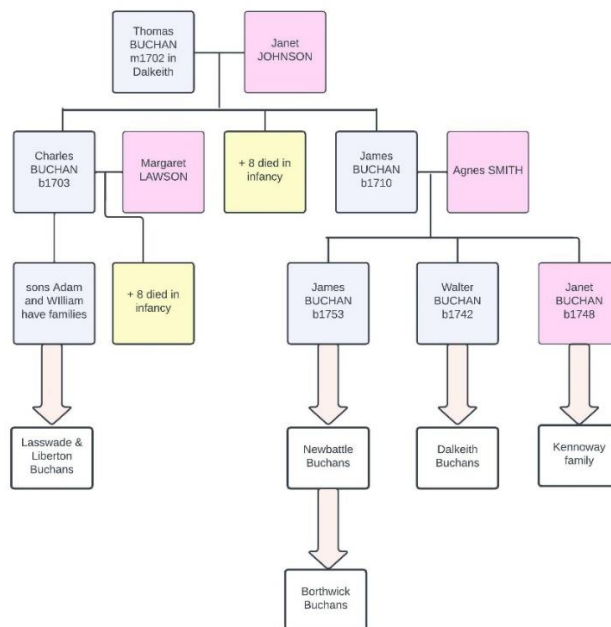 Thomas
BUCHAN
m1702 in
Dalkeith
Janet
JOHNSON
Charles
BUCHAN
b1703
Margaret
LAWSON
+ 8 died in
infancy
James
BUCHAN
b1710
Agnes SMITH
sons Adam
and WIlliam
have families
+ 8 died in
infancy
James
BUCHAN
b1753
Walter
BUCHAN
b1742
Janet
BUCHAN
b1748
Lasswade &
Liberton
Buchans
Newbattle
Buchans
Dalkeith
Buchans
Kennoway
family
Borthwick
Buchans